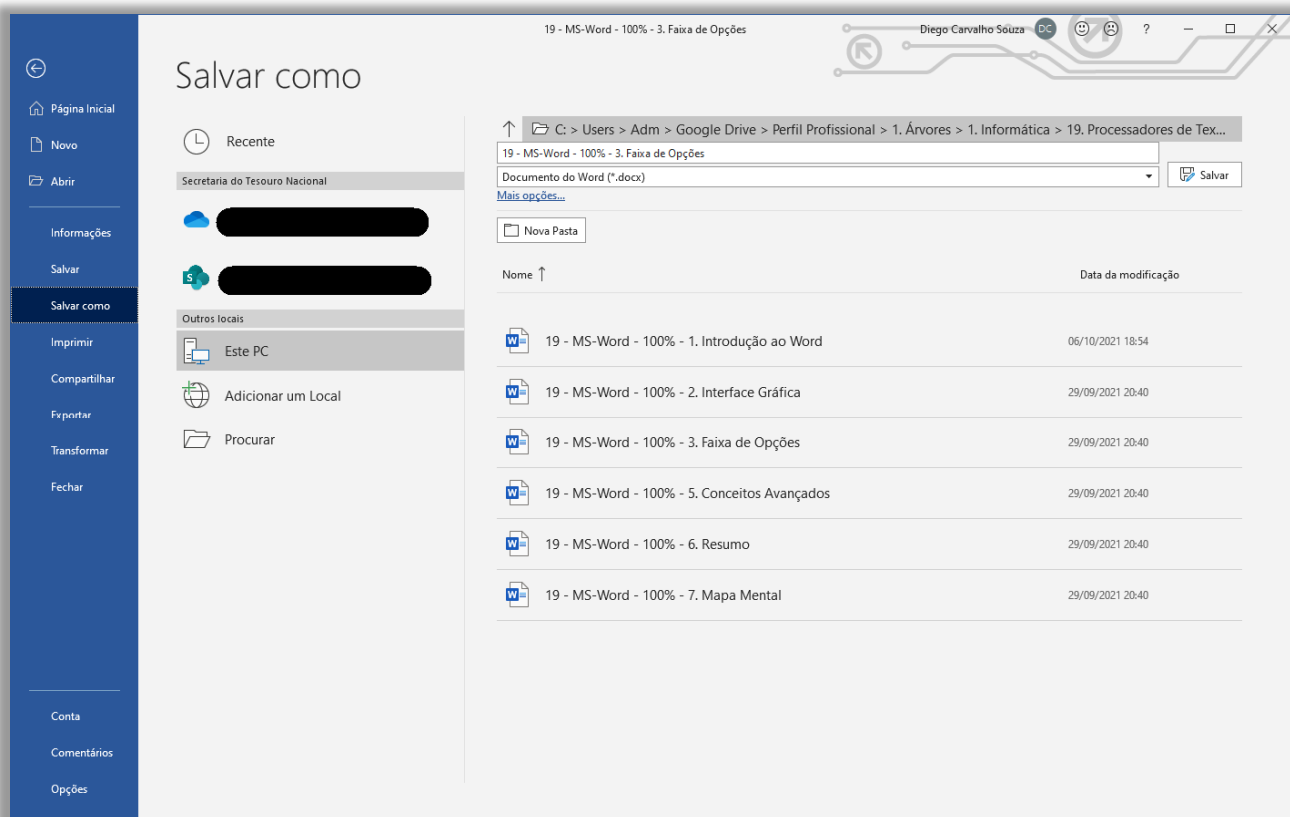 19 - MS-Word - 100% - 3. Faixa de Opções
Diego Carvalho Souza
DC
?
Salvar como
Página Inicial
Novo
Abrir
Informações
Salvar
Salvar como
Imprimir
Compartilhar
Exportar
Transformar
Fechar
Conta
Comentários
Opções
Recente
Secretaria do Tesouro Nacional
S
Outros locais
Este PC
Adicionar um Local
Procurar
C: > Users > Adm > Google Drive > Perfil Profissional > 1. Árvores > 1. Informática > 19. Processadores de Tex...
19 - MS-Word - 100% - 3. Faixa de Opções
Documento do Word (*.docx)
Salvar
Mais opções...
Nova Pasta
Nome ↑ Data da modificação
19 - MS-Word - 100% - 1. Introdução ao Word 06/10/2021 18:54
19 - MS-Word - 100% - 2. Interface Gráfica 29/09/2021 20:40
19 - MS-Word - 100% - 3. Faixa de Opções 29/09/2021 20:40
19 - MS-Word - 100% - 5. Conceitos Avançados 29/09/2021 20:40
19 - MS-Word - 100% - 6. Resumo 29/09/2021 20:40
19 - MS-Word - 100% - 7. Mapa Mental 29/09/2021 20:40